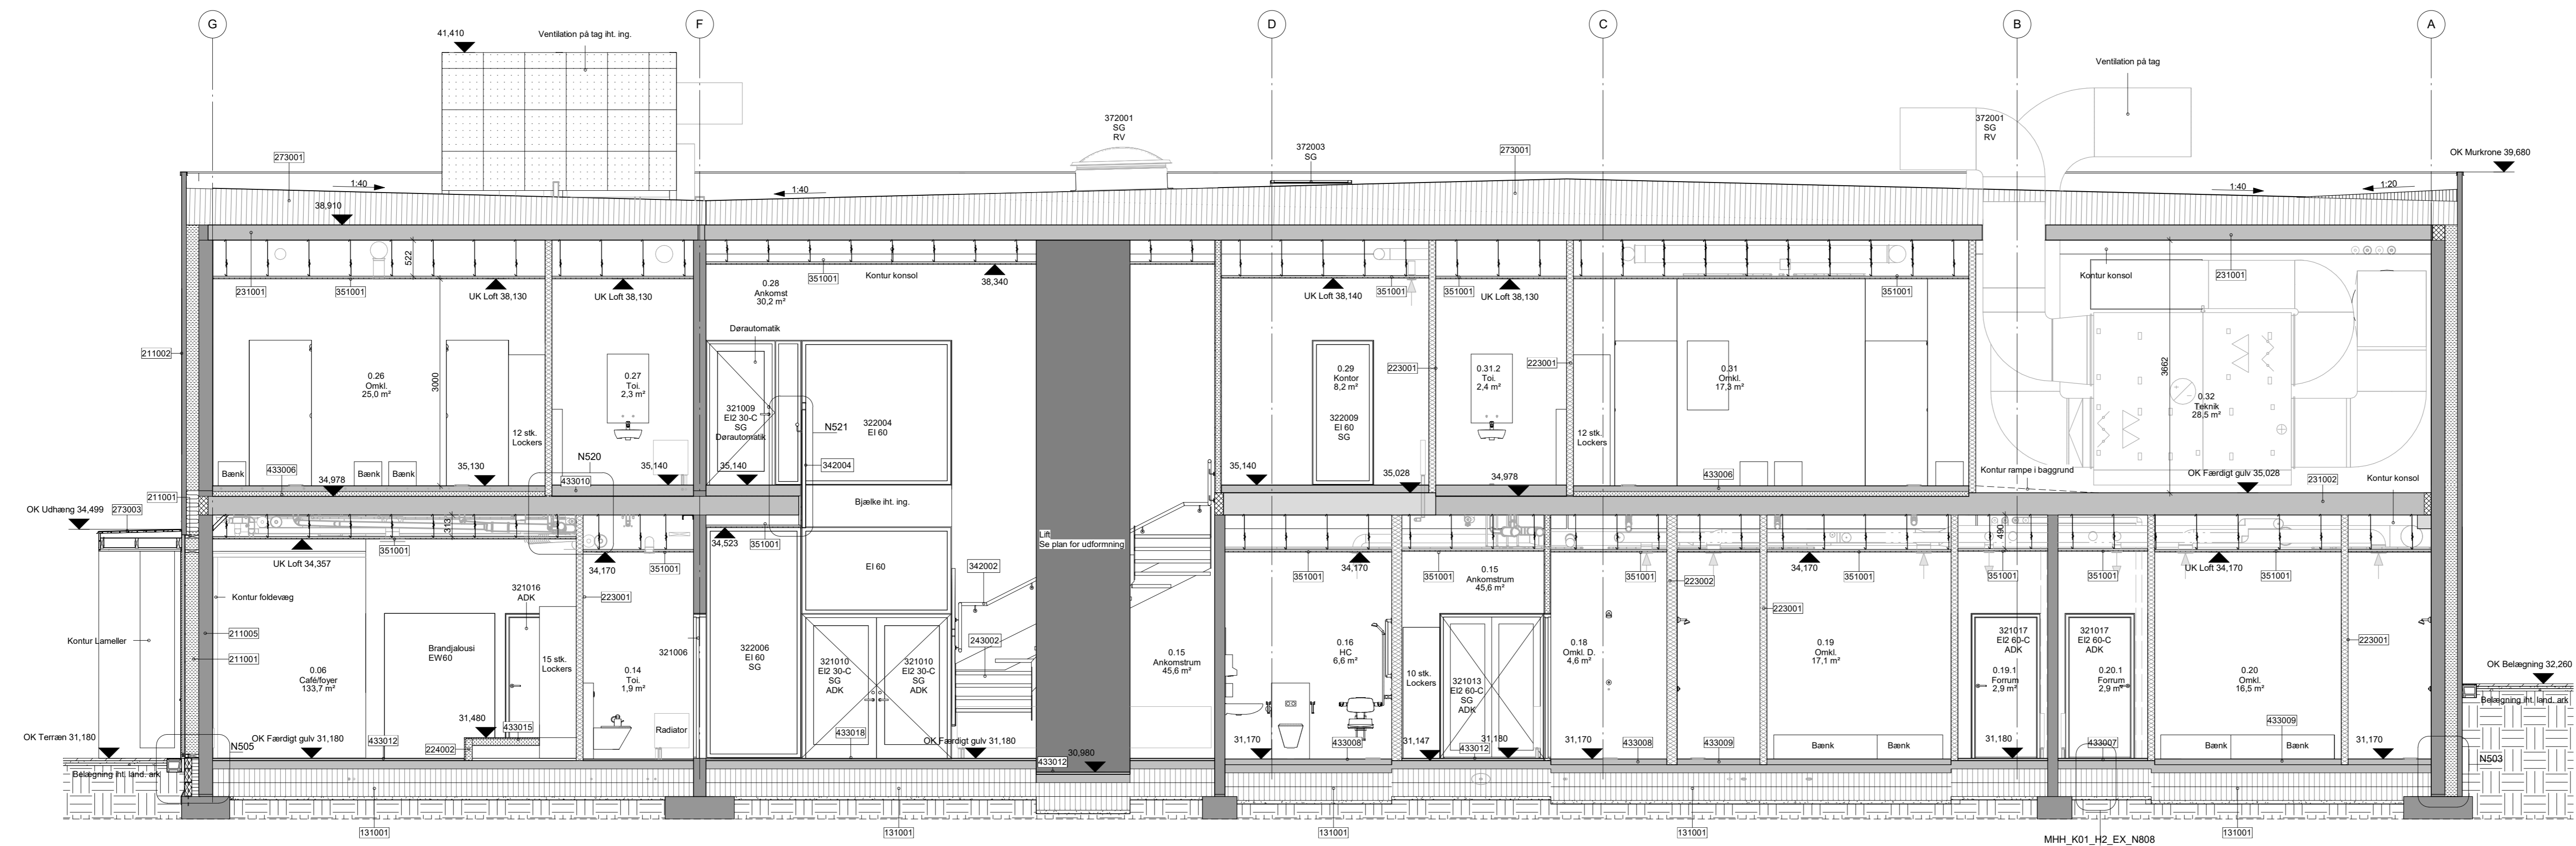 G
F
D
C
B
A
41,410
Ventilation på tag iht. ing.
Ventilation på tag
372001
SG
RV
372003
SG
372001
SG
RV
273001
273001
OK Murkrone 39,680
1:40
1:40
1:40
1:20
38,910
522
231001
351001
UK Loft 38,130
UK Loft 38,130
0.28
Ankomst
30,2 m²
351001
Kontur konsol
38,340
UK Loft 38,140
351001
351001
UK Loft 38,130
351001
Kontur konsol
231001
211002
3000
0.26
Omkl.
25,0 m²
0.27
Toi.
2,3 m²
Dørautomatik
321009
EI2 30-C
SG
Dørautomatik
N521
322004
EI 60
342004
0.29
Kontor
8,2 m²
322009
EI 60
SG
223001
0.31.2
Toi.
2,4 m²
223001
0.31
Omkl.
17,3 m²
3662
0.32
Teknik
28,5 m²
12 stk.
Lockers
12 stk.
Lockers
Bænk
Bænk
Bænk
433006
34,978
35,130
N520
433010
35,140
35,140
35,140
35,028
34,978
433006
Kontur rampe i baggrund
OK Færdigt gulv 35,028
Kontur konsol
231002
211001
OK Udhæng 34,499
273003
313
351001
UK Loft 34,357
34,170
351001
34,523
351001
Bjælke iht. ing.
Lift
Se plan for udformning
351001
34,170
351001
0.15
Ankomstrum
45,6 m²
351001
34,170
351001
490
351001
351001
UK Loft 34,170
351001
Kontur foldevæg
321016
ADK
223001
EI 60
342002
223002
223001
Kontur Lameller
211005
211001
0.06
Café/foyer
133,7 m²
Brandjalousi
EW60
15 stk.
Lockers
0.14
Toi.
1,9 m²
321006
322006
EI 60
SG
321010
EI2 30-C
SG
ADK
321010
EI2 30-C
SG
ADK
243002
0.15
Ankomstrum
45,6 m²
0.16
HC
6,6 m²
10 stk.
Lockers
321013
EI2 60-C
SG
ADK
0.18
Omkl. D.
4,6 m²
0.19
Omkl.
17,1 m²
321017
EI2 60-C
ADK
0.19.1
Forrum
2,9 m²
321017
EI2 60-C
ADK
0.20.1
Forrum
2,9 m²
0.20
Omkl.
16,5 m²
223001
OK Belægning 32,260
Belægning iht. land. ark
OK Terræn 31,180
N505
Belægning iht. land. ark
OK Færdigt gulv 31,180
433012
31,480
224002
433015
Radiator
433018
OK Færdigt gulv 31,180
433012
30,980
31,170
433008
31,147
433012
31,180
31,170
433008
433009
Bænk
Bænk
31,180
433007
Bænk
433009
Bænk
31,170
N503
131001
131001
131001
131001
131001
MHH_K01_H2_EX_N808